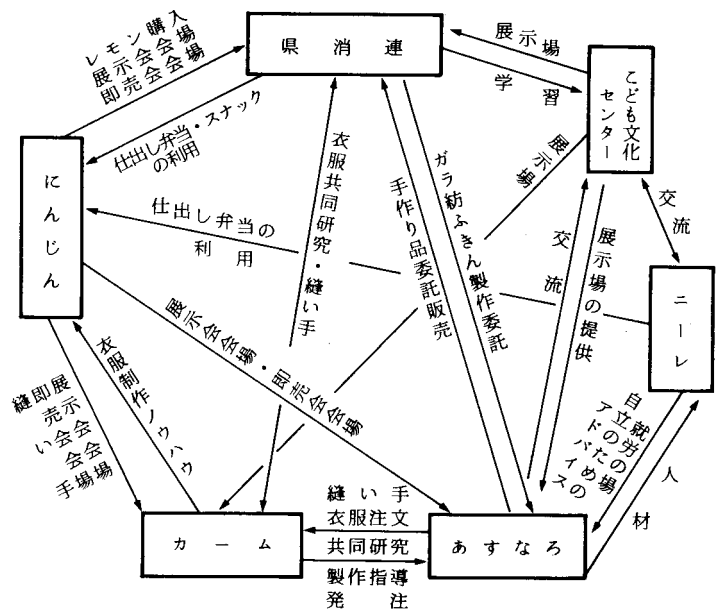 県消連
こども文化
センター
にんじん
ニーレ
カーム
あすなろ
レモン購入
展示会会場
即売会会場
仕出し弁当・スナック
の利用
展示場
学習
展示場
交流
仕出し弁当の
利用
衣服共同研究・縫い手
ガラ紡ふきん製作委託
手作り品委託販売
交流
展示場の提供
展示会会場・即売会会場
衣服制作ノウハウ
展示会会場
即売会会場
縫い手
就労の場の
自立のための
アドバイス
人材
縫い手
衣服注文
共同研究
製作指導
発注